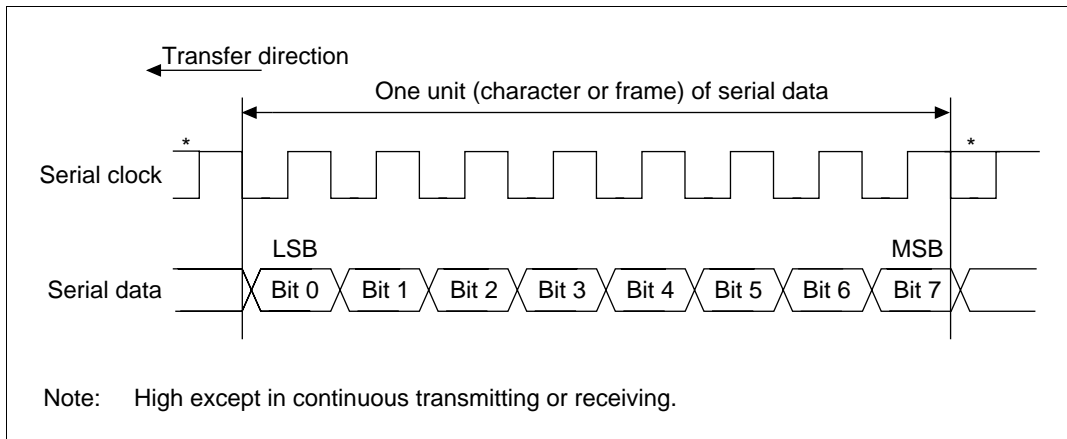 Transfer direction
One unit (character or frame) of serial data
* *
Serial clock
LSB MSB
Serial data Bit 0 Bit 1 Bit 2 Bit 3 Bit 4 Bit 5 Bit 6 Bit 7
Note: High except in continuous transmitting or receiving.